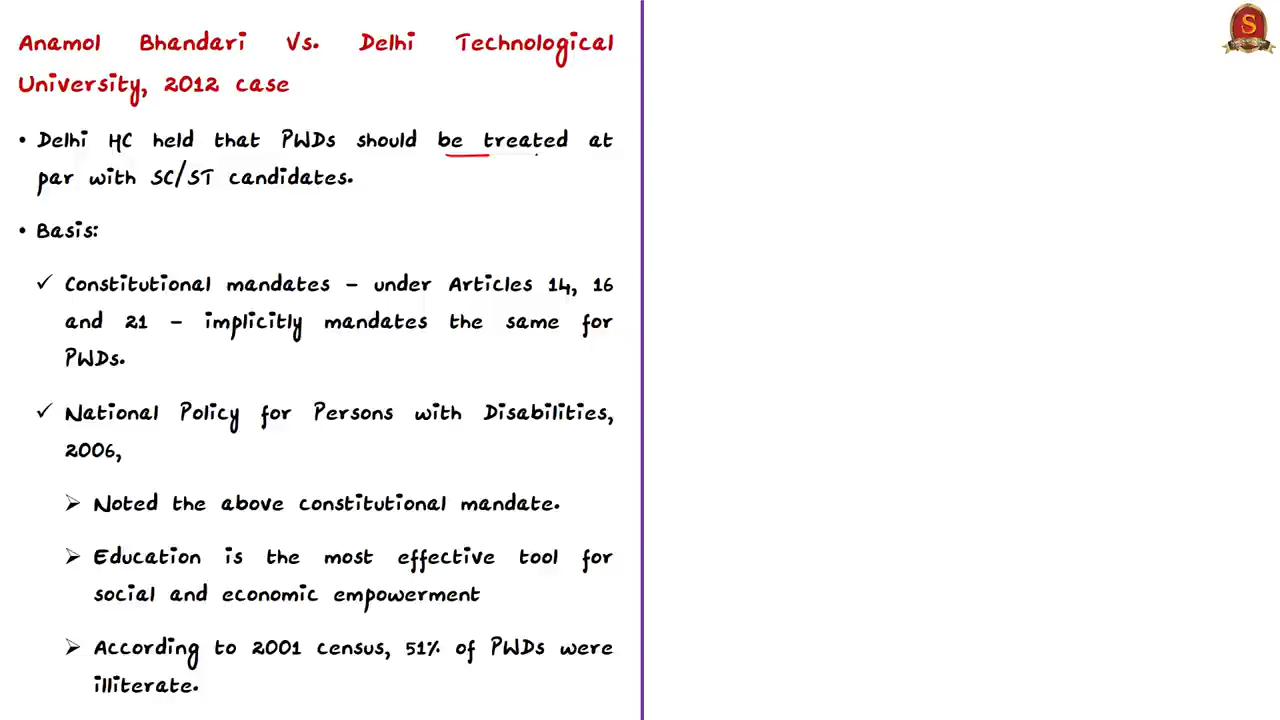 Anamol Bhandari Vs. Delhi Technological
University, 2012 case
• Delhi HC held that PWDs should be treated at
par with SC/ST candidates.
• Basis:
✓ Constitutional mandates – under Articles 14, 16
and 21 – implicitly mandates the same for
PWDs.
✓ National Policy for Persons with Disabilities,
2006,
➢ Noted the above constitutional mandate.
➢ Education is the most effective tool for
social and economic empowerment
➢ According to 2001 census, 51% of PWDs were
illiterate.
S